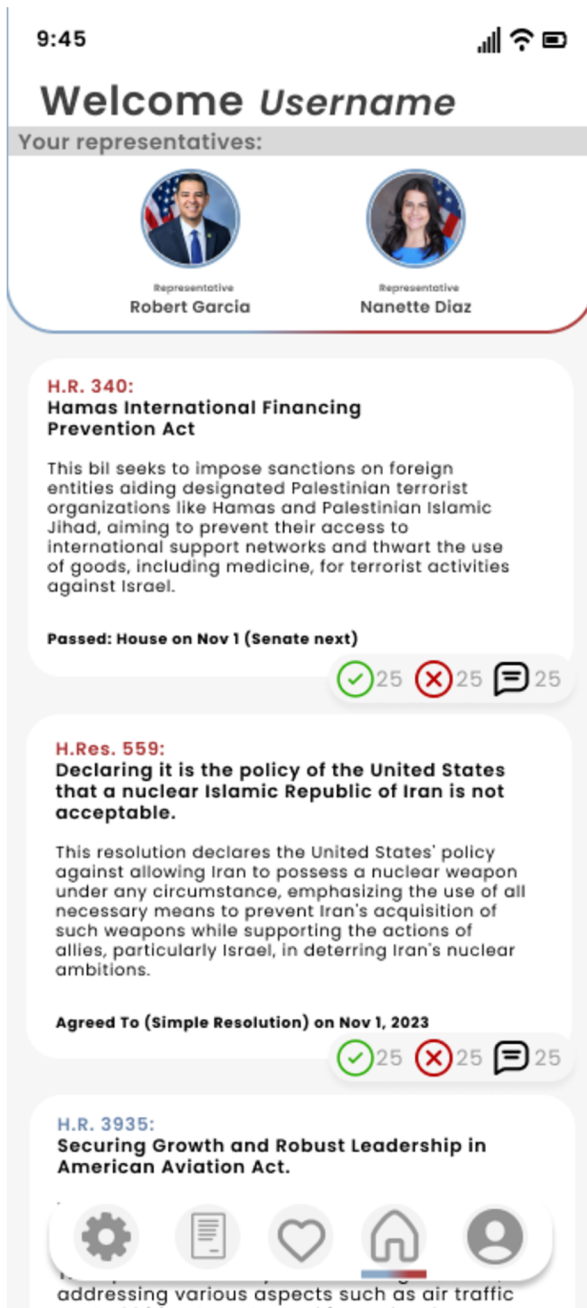 9:45
Welcome Username
Your representatives:
Representative
Robert Garcia
Representative
Nanette Diaz
H.R. 340:
Hamas International Financing
Prevention Act
This bil seeks to impose sanctions on foreign
entities aiding designated Palestinian terrorist
organizations like Hamas and Palestinian Islamic
Jihad, aiming to prevent their access to
international support networks and thwart the use
of goods, including medicine, for terrorist activities
against Israel.
Passed: House on Nov 1 (Senate next)
25 25 25
H.Res. 559:
Declaring it is the policy of the United States
that a nuclear Islamic Republic of Iran is not
acceptable.
This resolution declares the United States' policy
against allowing Iran to possess a nuclear weapon
under any circumstance, emphasizing the use of all
necessary means to prevent Iran's acquisition of
such weapons while supporting the actions of
allies, particularly Israel, in deterring Iran's nuclear
ambitions.
Agreed To (Simple Resolution) on Nov 1, 2023
25 25 25
H.R. 3935:
Securing Growth and Robust Leadership in
American Aviation Act.
addressing various aspects such as air traffic